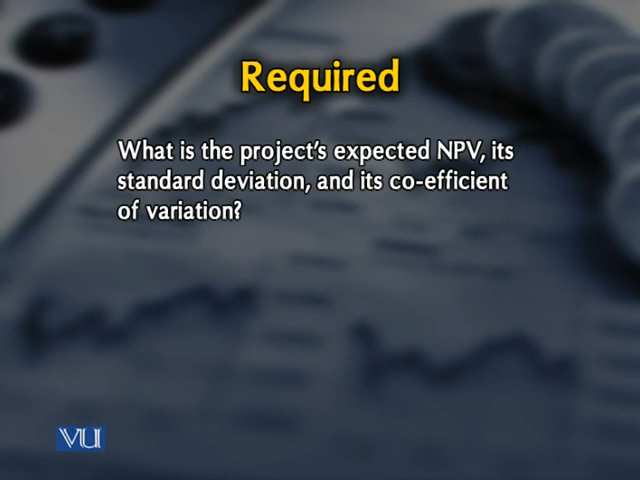 Required
What is the project's expected NPV, its
standard deviation, and its co-efficient
of variation?
VU